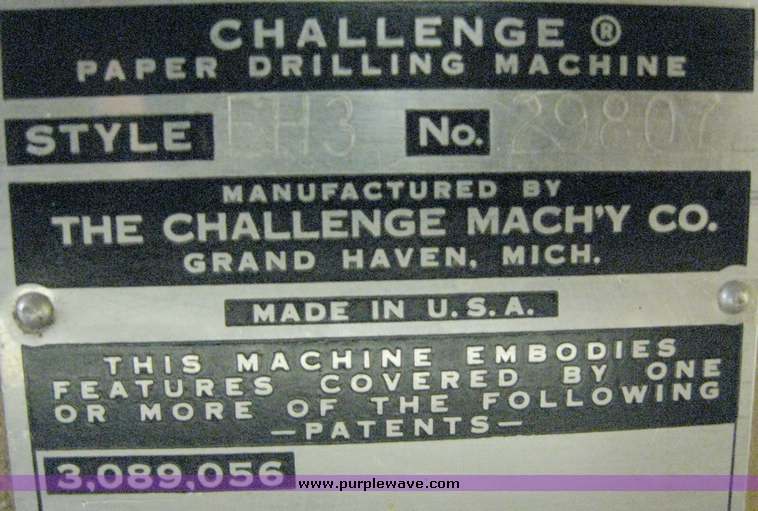 CHALLENGE ®
PAPER DRILLING MACHINE
STYLE EH3 No. 29807
MANUFACTURED BY
THE CHALLENGE MACH'Y CO.
GRAND HAVEN, MICH.
MADE IN U.S.A.
THIS MACHINE EMBODIES
FEATURES COVERED BY ONE
OR MORE OF THE FOLLOWING
—PATENTS—
3,089,056
www.purplewave.com